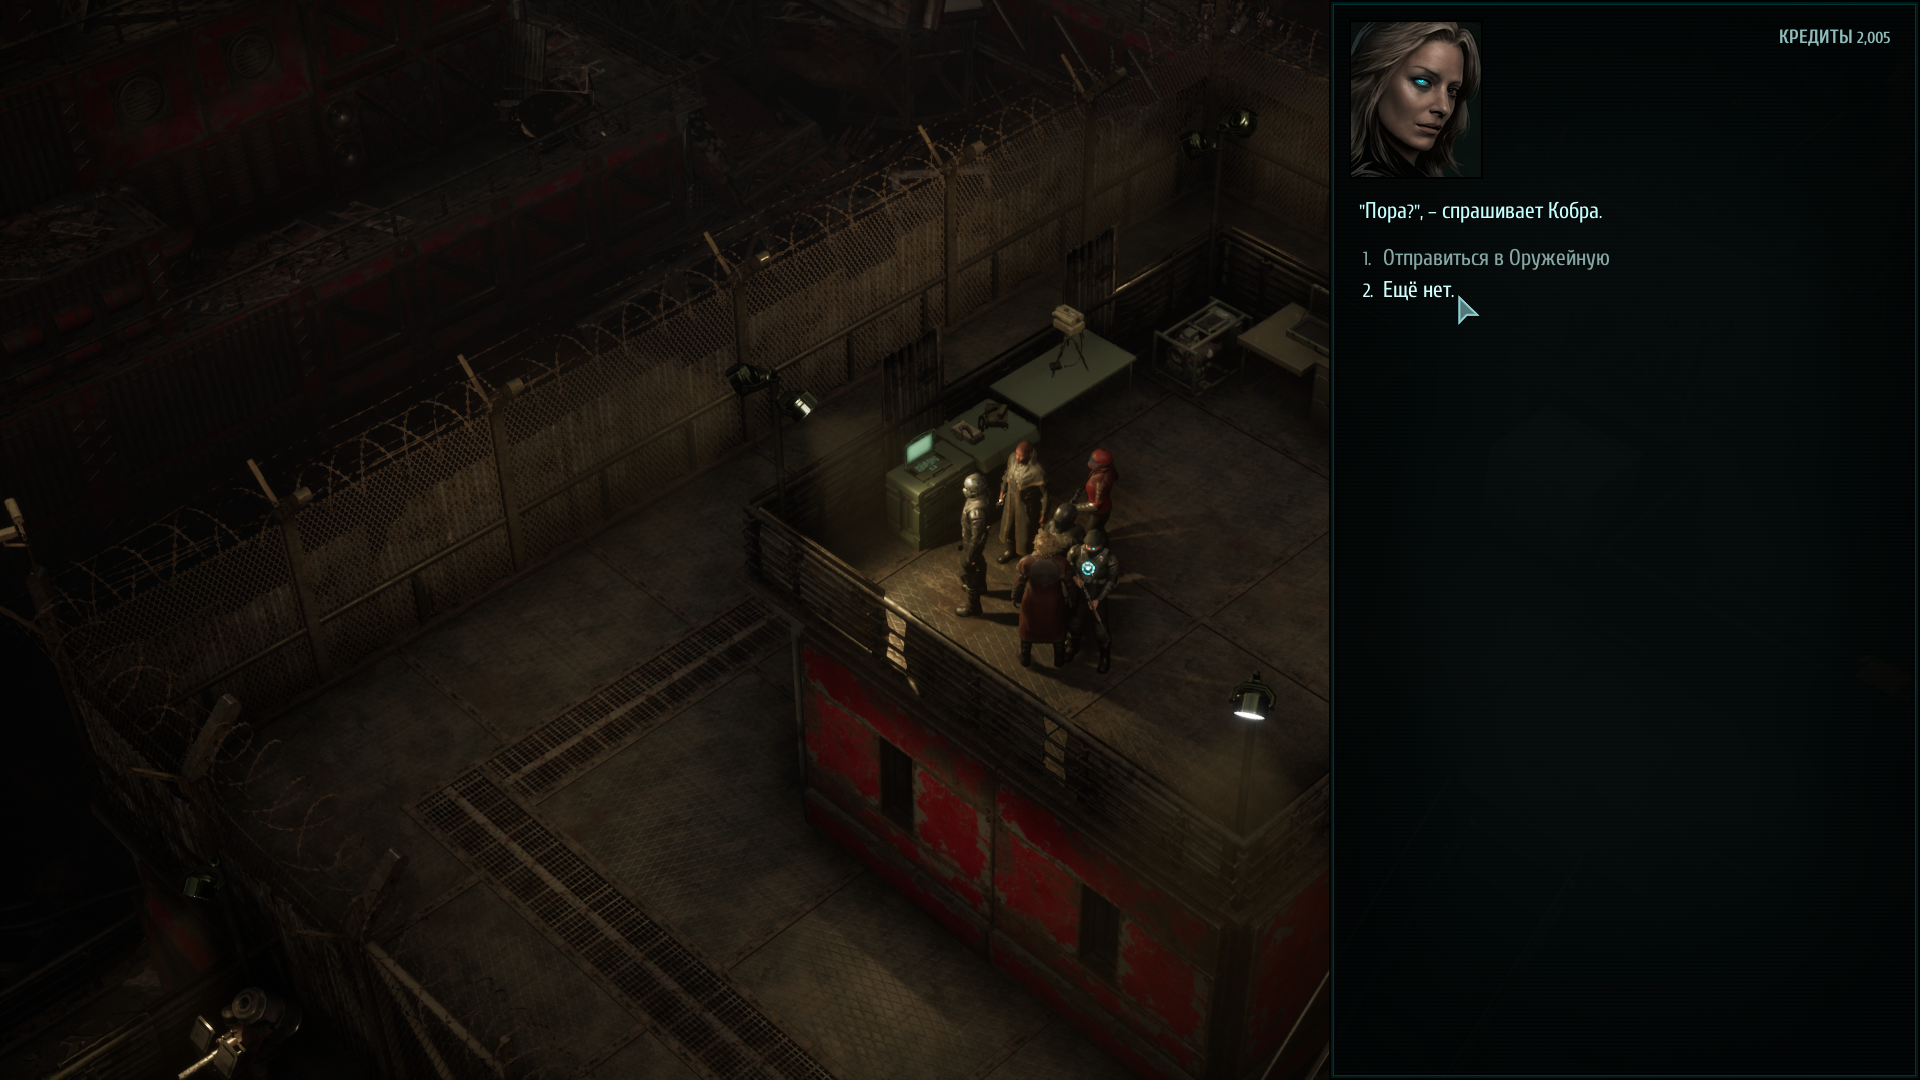 КРЕДИТЫ 2,005
"Пора?", – спрашивает Кобра.
1. Отправиться в Оружейную
2. Ещё нет.